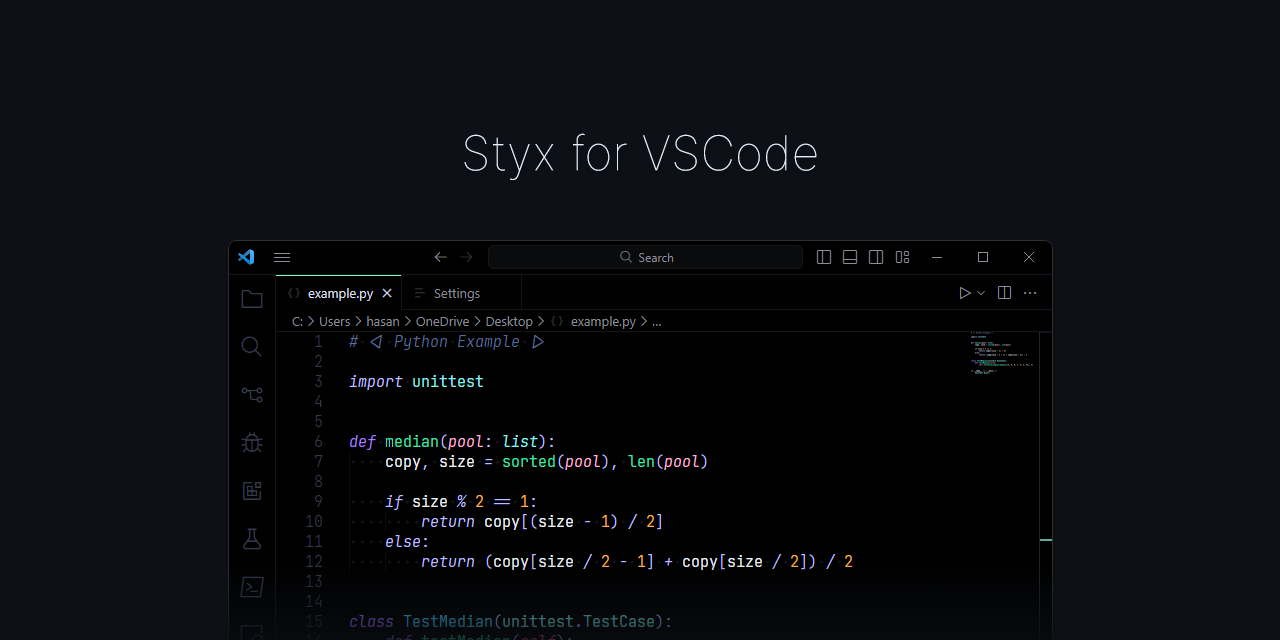 Styx for VSCode
Search
example.py
Settings
C: > Users > hasan > OneDrive > Desktop > {} example.py > ...
1 # ◁ Python Example ▷
2
3 import unittest
4
5
6 def median(pool: list):
7     copy, size = sorted(pool), len(pool)
8
9     if size % 2 == 1:
10         return copy[(size - 1) / 2]
11     else:
12         return (copy[size / 2 - 1] + copy[size / 2]) / 2
13
14
15 class TestMedian(unittest.TestCase):
16     def testMedian(self):